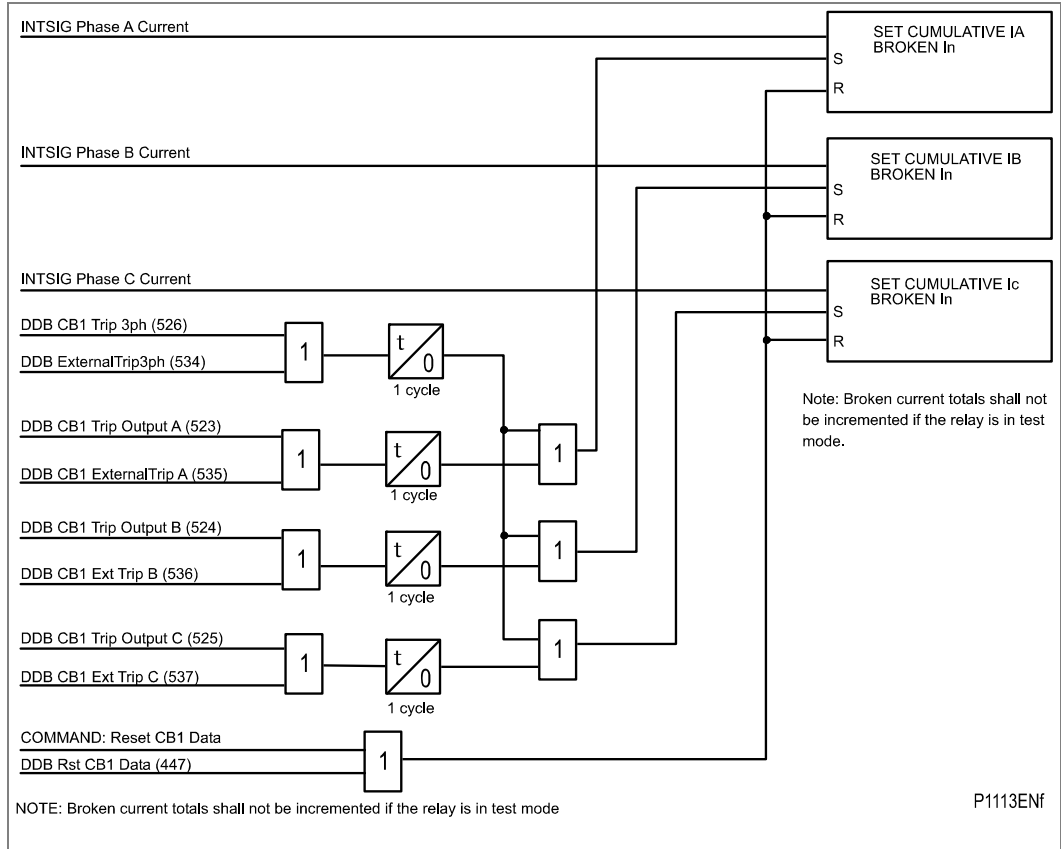 INTSIG Phase A Current
SET CUMULATIVE IA
BROKEN In
S
R
INTSIG Phase B Current
SET CUMULATIVE IB
BROKEN In
S
R
INTSIG Phase C Current
SET CUMULATIVE Ic
BROKEN In
S
R
DDB CB1 Trip 3ph (526)
DDB ExternalTrip3ph (534)
1
t
0
1 cycle
Note: Broken current totals shall not
be incremented if the relay is in test
mode.
DDB CB1 Trip Output A (523)
DDB CB1 ExternalTrip A (535)
1
t
0
1 cycle
1
DDB CB1 Trip Output B (524)
DDB CB1 Ext Trip B (536)
1
t
0
1 cycle
1
DDB CB1 Trip Output C (525)
DDB CB1 Ext Trip C (537)
1
t
0
1 cycle
1
COMMAND: Reset CB1 Data
DDB Rst CB1 Data (447)
1
NOTE: Broken current totals shall not be incremented if the relay is in test mode
P1113ENf